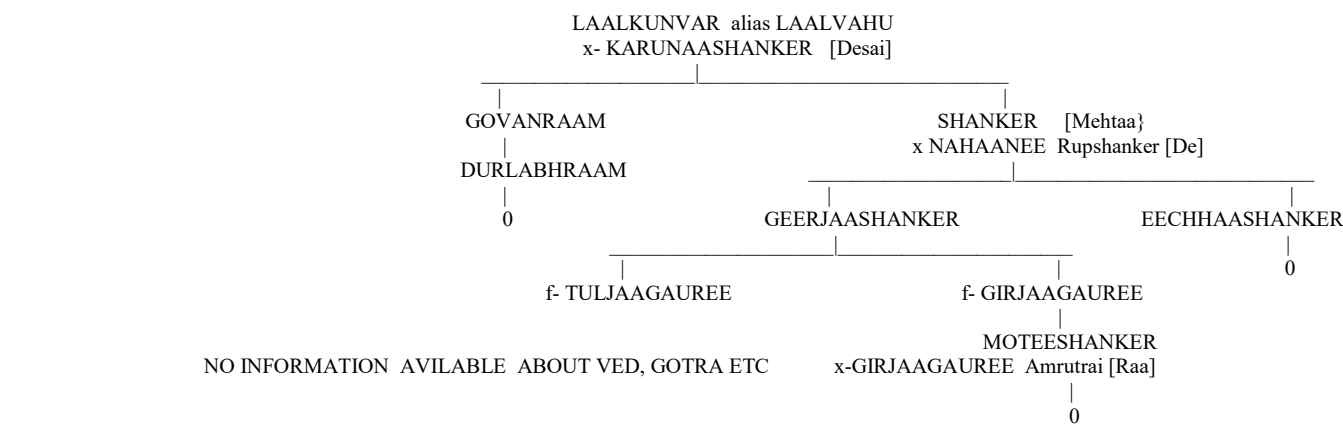 LAALKUNVAR alias LAALVAHU
x- KARUNAASHANKER [Desai]
GOVANRAAM SHANKER [Mehtaa}
x NAHAANEE Rupshanker [De]
DURLABHRAAM
0 GEERJAASHANKER EECHHAASHANKER
0
f- TULJAAGAUREE f- GIRJAAGAUREE
MOTEESHANKER
NO INFORMATION AVILABLE ABOUT VED, GOTRA ETC x-GIRJAAGAUREE Amrutrai [Raa]
0